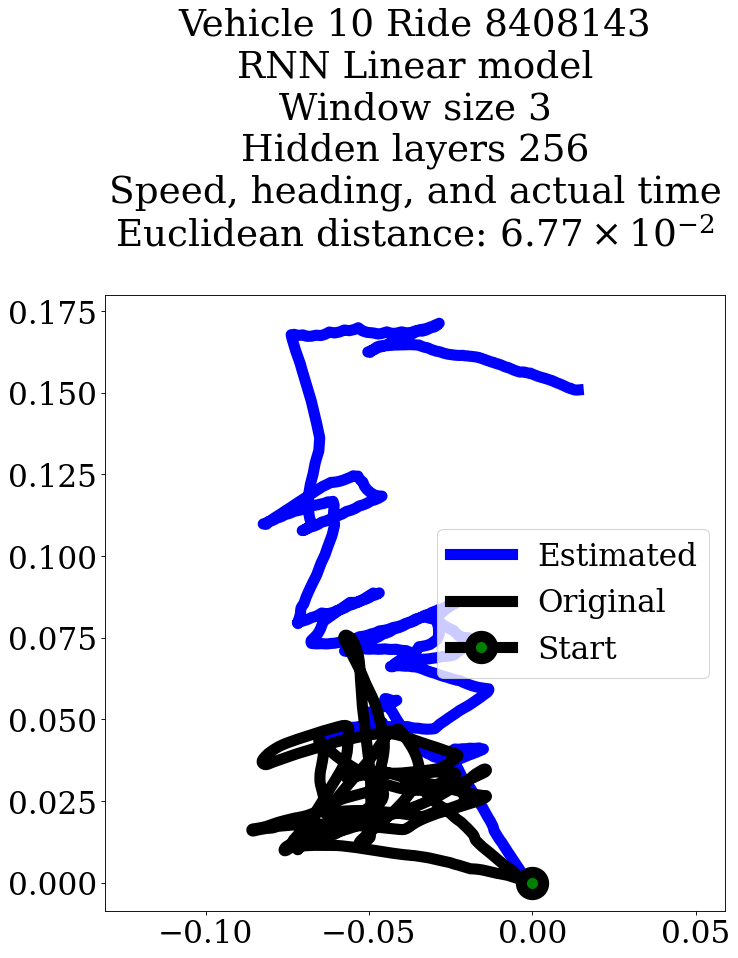 Vehicle 10 Ride 8408143
RNN Linear model
Window size 3
Hidden layers 256
Speed, heading, and actual time
Euclidean distance: 6.77 × 10⁻²
0.175
0.150
0.125
0.100
0.075
0.050
0.025
0.000
Estimated
Original
Start
−0.10 −0.05 0.00 0.05